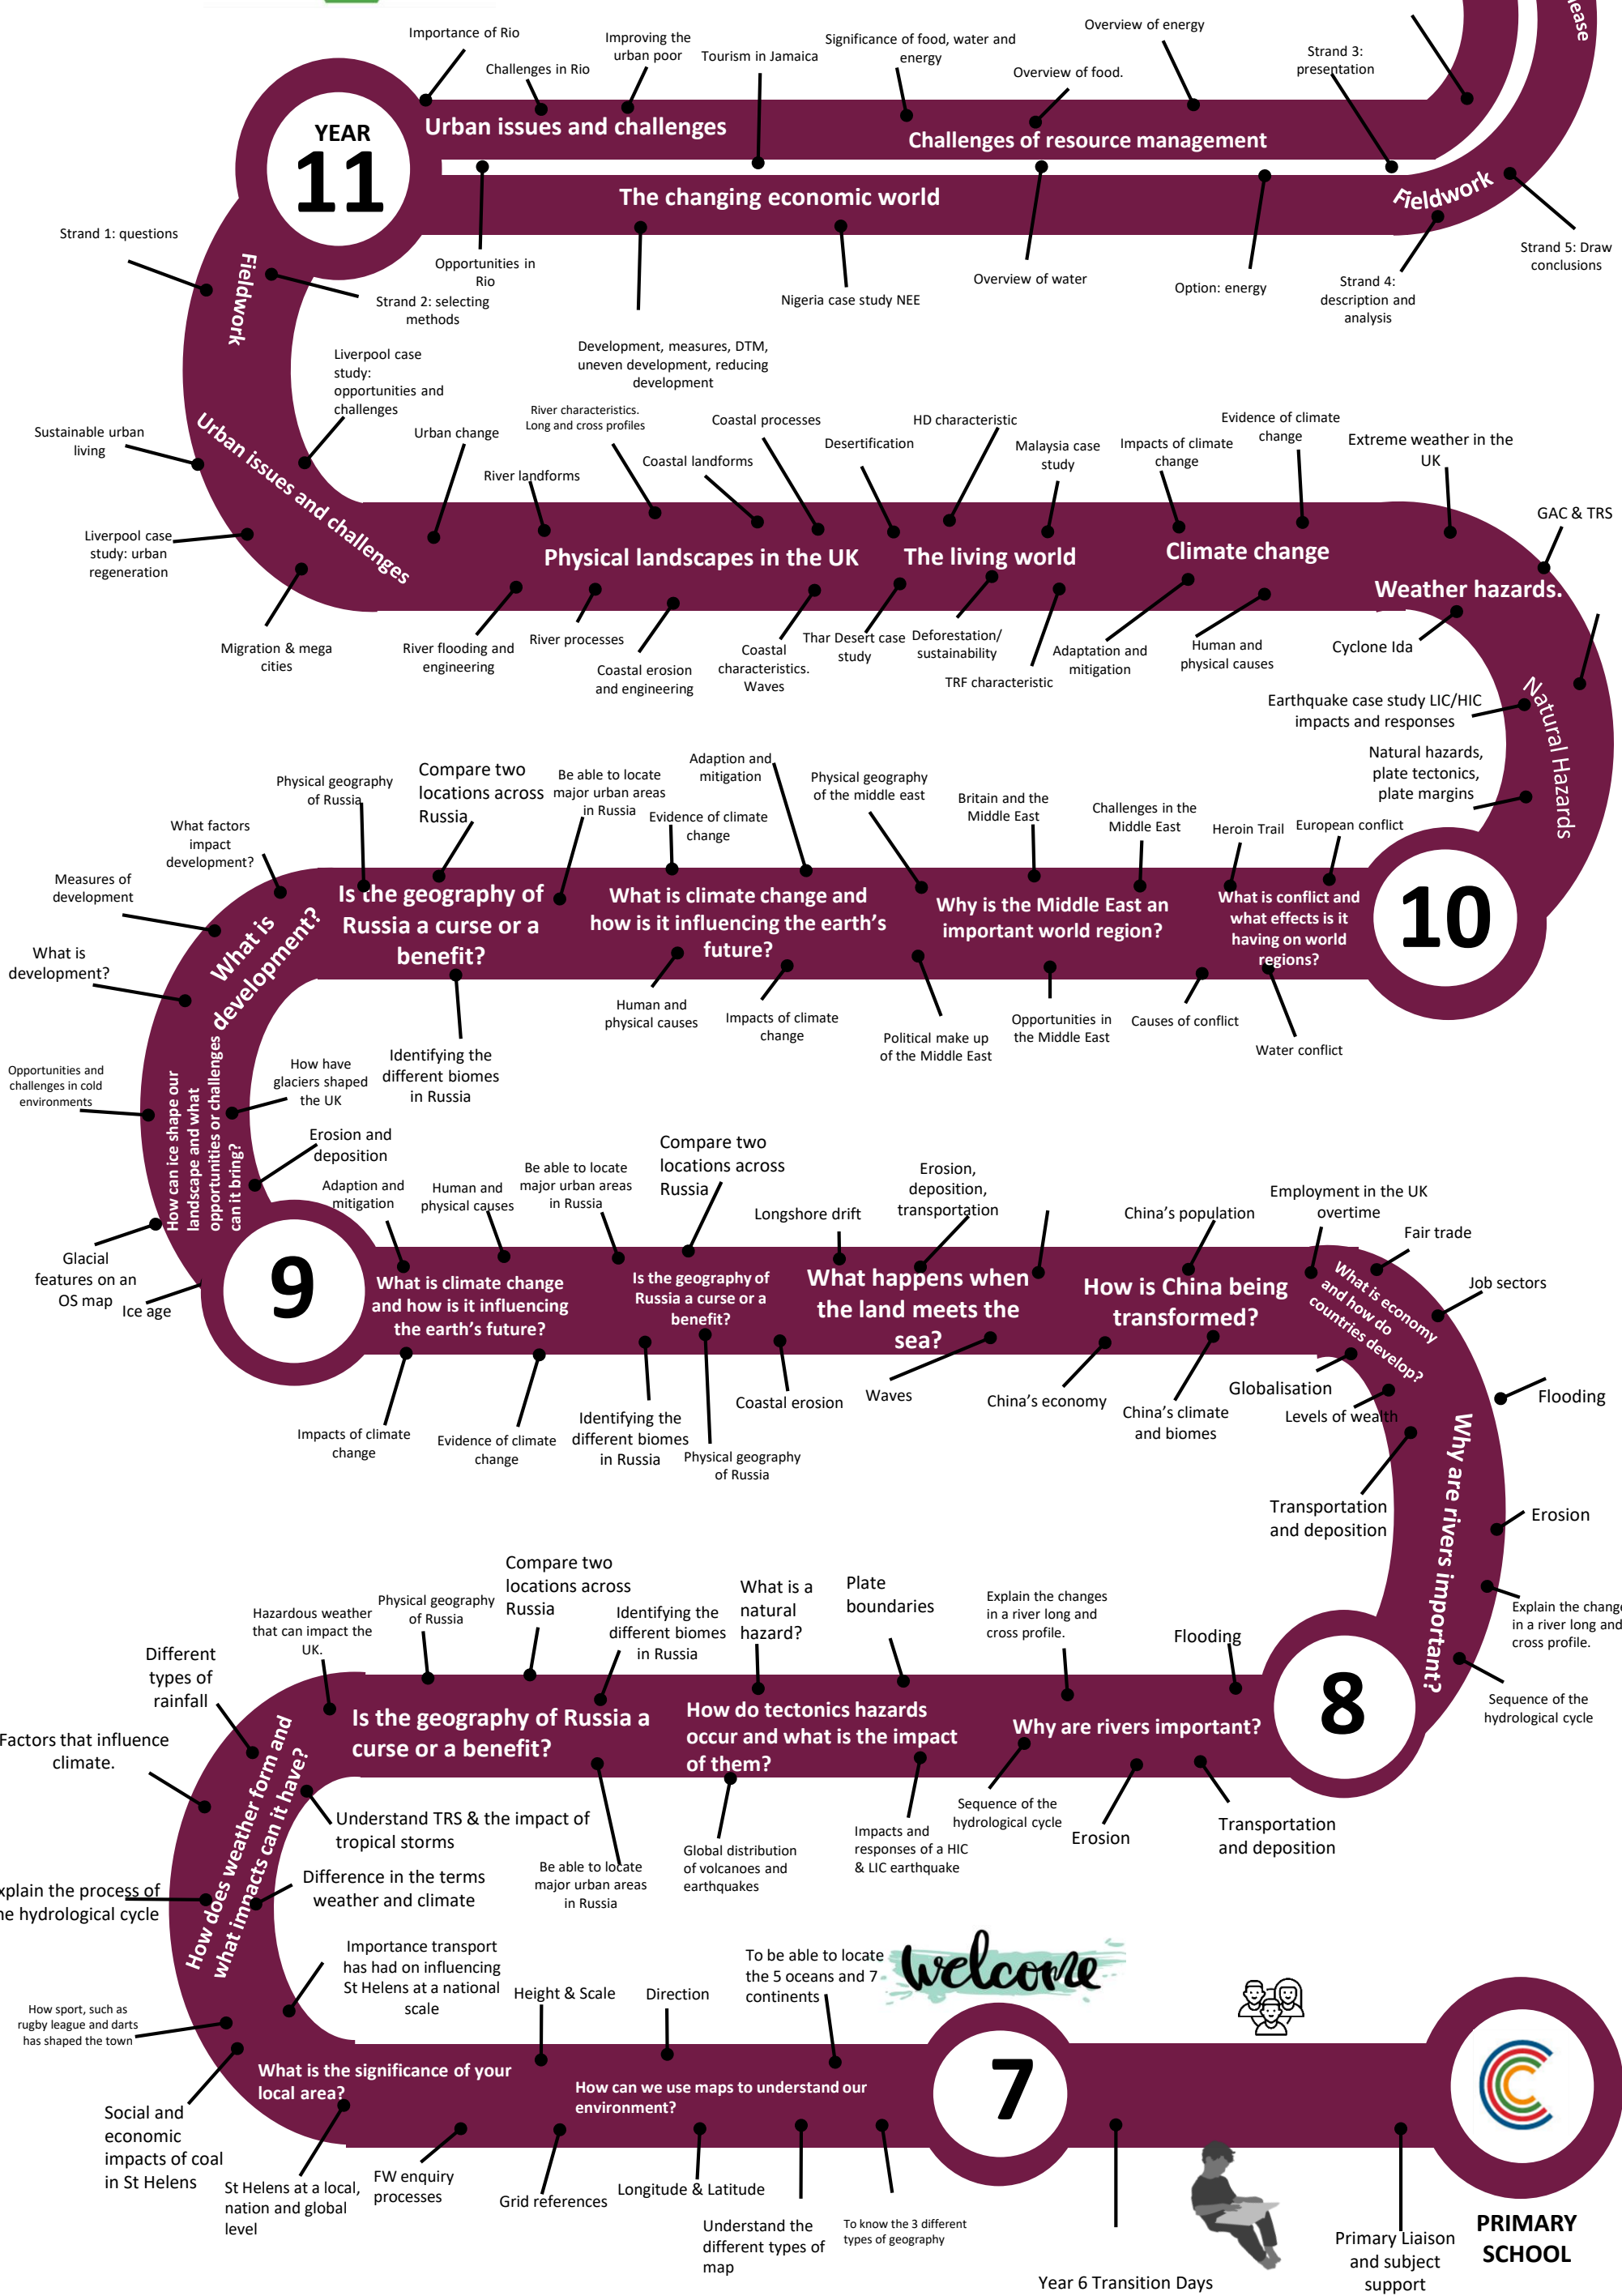 lease
Importance of Rio
Challenges in Rio
Improving the
urban poor
Tourism in Jamaica
Significance of food, water and
energy
Overview of food.
Overview of energy
Strand 3:
presentation
YEAR
11
Urban issues and challenges
Challenges of resource management
The changing economic world
Fieldwork
Strand 5: Draw
conclusions
Strand 4:
description and
analysis
Option: energy
Overview of water
Nigeria case study NEE
Opportunities in
Rio
Development, measures, DTM,
uneven development, reducing
development
Strand 1: questions
Fieldwork
Strand 2: selecting
methods
Liverpool case
study:
opportunities and
challenges
Sustainable urban
living
Urban issues and challenges
Liverpool case
study: urban
regeneration
Migration & mega
cities
Urban change
River landforms
River characteristics.
Long and cross profiles
Coastal landforms
Coastal processes
Desertification
HD characteristic
Malaysia case
study
Impacts of climate
change
Evidence of climate
change
Extreme weather in the
UK
GAC & TRS
Physical landscapes in the UK
The living world
Climate change
Weather hazards.
River flooding and
engineering
River processes
Coastal erosion
and engineering
Coastal
characteristics.
Waves
Thar Desert case
study
Deforestation/
sustainability
TRF characteristic
Adaptation and
mitigation
Human and
physical causes
Cyclone Ida
Earthquake case study LIC/HIC
impacts and responses
Natural Hazards
Natural hazards,
plate tectonics,
plate margins
Physical geography
of Russia
Compare two
locations across
Russia
Be able to locate
major urban areas
in Russia
Adaption and
mitigation
Evidence of climate
change
Physical geography
of the middle east
Britain and the
Middle East
Challenges in the
Middle East
Heroin Trail
European conflict
What factors
impact
development?
Measures of
development
What is
development?
What is
development?
Is the geography of
Russia a curse or a
benefit?
What is climate change and
how is it influencing the earth's
future?
Why is the Middle East an
important world region?
What is conflict and
what effects is it
having on world
regions?
10
Human and
physical causes
Impacts of climate
change
Political make up
of the Middle East
Opportunities in
the Middle East
Causes of conflict
Water conflict
Identifying the
different biomes
in Russia
Opportunities and
challenges in cold
environments
How can ice shape our
landscape and what
opportunities or challenges
can it bring?
How have
glaciers shaped
the UK
Erosion and
deposition
Glacial
features on an
OS map
Ice age
Adaption and
mitigation
Human and
physical causes
Be able to locate
major urban areas
in Russia
Compare two
locations across
Russia
Longshore drift
Erosion,
deposition,
transportation
China's population
Employment in the UK
overtime
Fair trade
Job sectors
9
What is climate change
and how is it influencing
the earth's future?
Is the geography of
Russia a curse or a
benefit?
What happens when
the land meets the
sea?
How is China being
transformed?
What is economy
and how do
countries develop?
Impacts of climate
change
Evidence of climate
change
Identifying the
different biomes
in Russia
Physical geography
of Russia
Coastal erosion
Waves
China's economy
China's climate
and biomes
Globalisation
Levels of wealth
Flooding
Transportation
and deposition
Why are rivers important?
Erosion
Explain the change
in a river long and
cross profile.
Sequence of the
hydrological cycle
Different
types of
rainfall
Hazardous weather
that can impact the
UK.
Physical geography
of Russia
Compare two
locations across
Russia
Identifying the
different biomes
in Russia
What is a
natural
hazard?
Plate
boundaries
Explain the changes
in a river long and
cross profile.
Flooding
8
Is the geography of Russia a
curse or a benefit?
How do tectonics hazards
occur and what is the impact
of them?
Why are rivers important?
Factors that influence
climate.
How does weather form and
what impacts can it have?
Understand TRS & the impact of
tropical storms
Be able to locate
major urban areas
in Russia
Global distribution
of volcanoes and
earthquakes
Impacts and
responses of a HIC
& LIC earthquake
Sequence of the
hydrological cycle
Erosion
Transportation
and deposition
xplain the process of
he hydrological cycle
Difference in the terms
weather and climate
Importance transport
has had on influencing
St Helens at a national
scale
How sport, such as
rugby league and darts
has shaped the town
Height & Scale
Direction
To be able to locate
the 5 oceans and 7
continents
welcome
What is the significance of your
local area?
How can we use maps to understand our
environment?
7
Social and
economic
impacts of coal
in St Helens
St Helens at a local,
nation and global
level
FW enquiry
processes
Grid references
Longitude & Latitude
Understand the
different types of
map
To know the 3 different
types of geography
Year 6 Transition Days
Primary Liaison
and subject
support
PRIMARY
SCHOOL